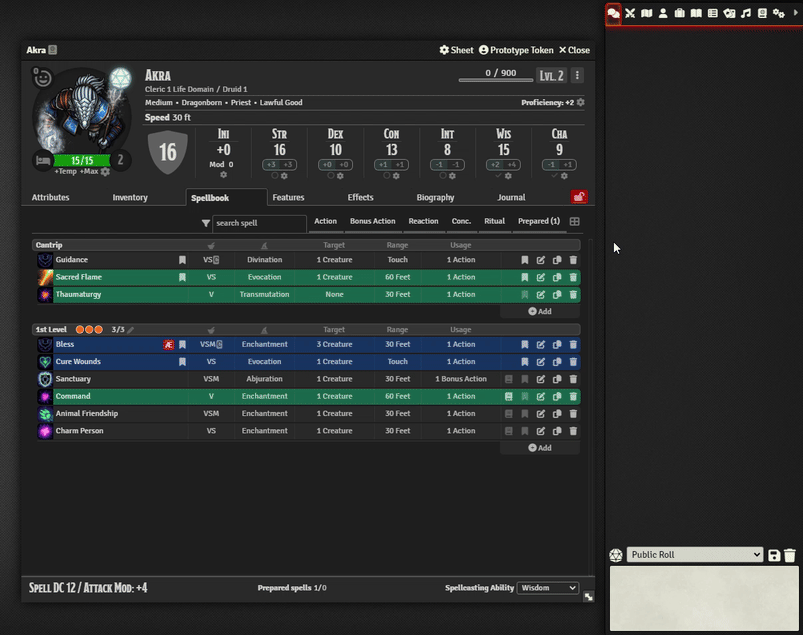 Akra
Sheet Prototype Token Close
0
Akra
0 / 900
Lvl. 2
Cleric 1 Life Domain / Druid 1
Medium • Dragonborn • Priest • Lawful Good
Proficiency: +2
Speed 30 ft
15/15
2
+Temp +Max
16
Ini Str Dex Con Int Wis Cha
+0 16 10 13 8 15 9
Mod 0 +3 +3 +0 +0 +1 +1 -1 -1 +2 +4 -1 +1
Attributes Inventory Spellbook Features Effects Biography Journal
search spell Action Bonus Action Reaction Conc. Ritual Prepared (1)
Cantrip Target Range Usage
Guidance VS C Divination 1 Creature Touch 1 Action
Sacred Flame VS Evocation 1 Creature 60 Feet 1 Action
Thaumaturgy V Transmutation None 30 Feet 1 Action
Add
1st Level 3/3 Target Range Usage
Bless Æ VSM C Enchantment 3 Creature 30 Feet 1 Action
Cure Wounds VS Evocation 1 Creature Touch 1 Action
Sanctuary VSM Abjuration 1 Creature 30 Feet 1 Bonus Action
Command V Enchantment 1 Creature 60 Feet 1 Action
Animal Friendship VSM Enchantment 1 Creature 30 Feet 1 Action
Charm Person VS Enchantment 1 Creature 30 Feet 1 Action
Add
Spell DC 12 / Attack Mod: +4
Prepared spells 1/0
Spellcasting Ability Wisdom
Public Roll